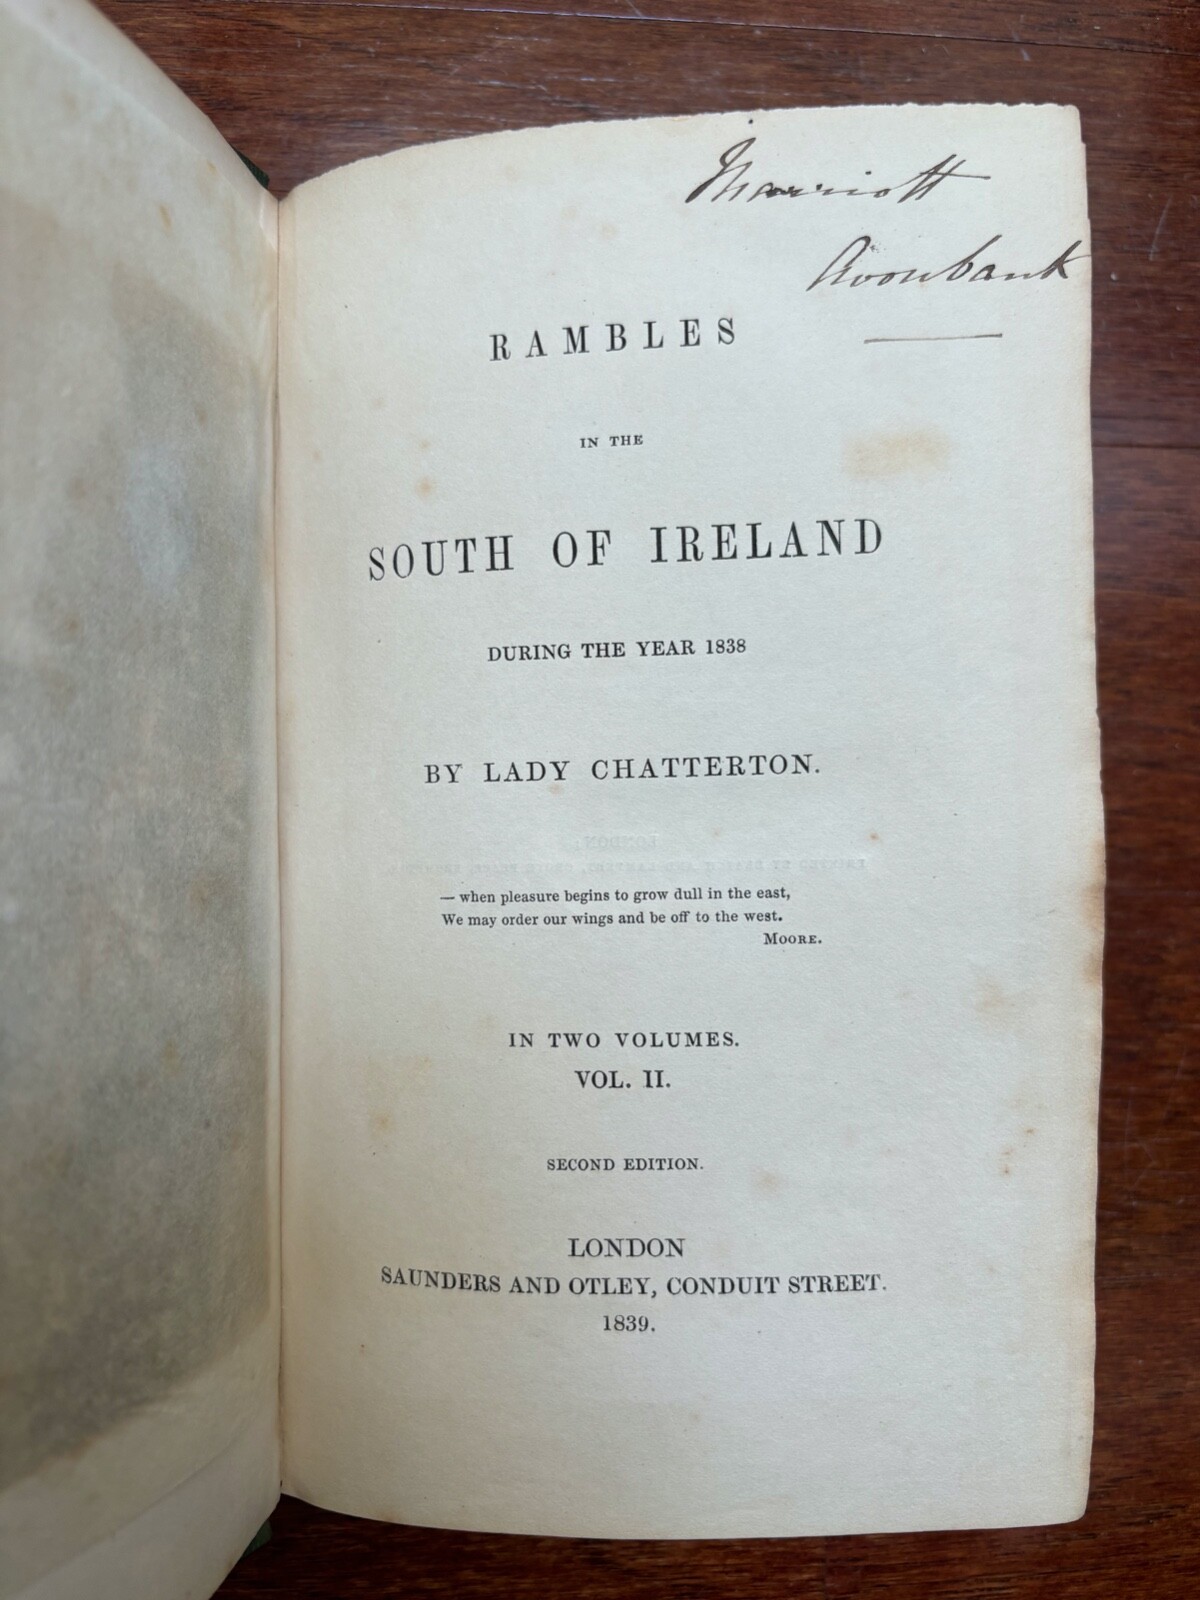 Marriott
Avonbank
RAMBLES
IN THE
SOUTH OF IRELAND
DURING THE YEAR 1838
BY LADY CHATTERTON.
LONDON:
— when pleasure begins to grow dull in the east,
We may order our wings and be off to the west.
MOORE.
IN TWO VOLUMES.
VOL. II.
SECOND EDITION.
LONDON
SAUNDERS AND OTLEY, CONDUIT STREET.
1839.